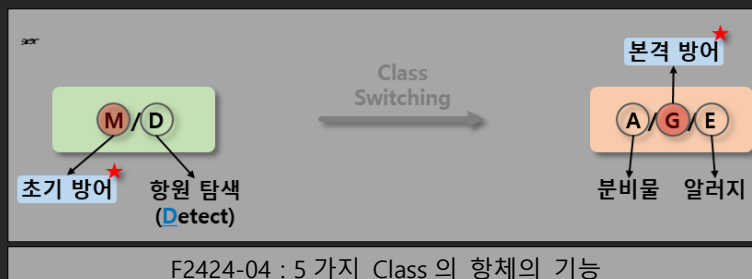 본격 방어
Class
Switching
M/D
A/G/E
초기 방어
항원 탐색
(Detect)
분비물
알러지
F2424-04 : 5 가지 Class 의 항체의 기능